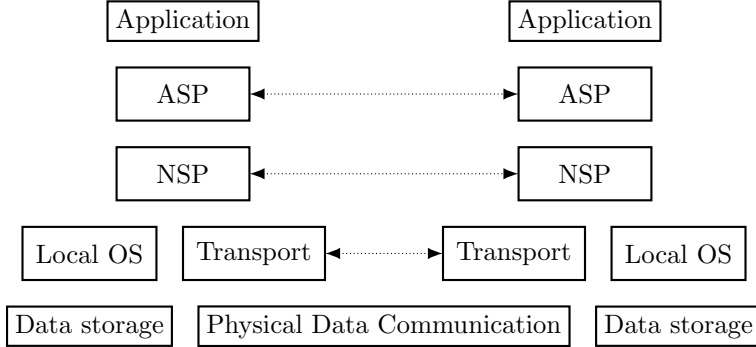 Application Application
ASP ASP
NSP NSP
Local OS Transport Transport Local OS
Data storage Physical Data Communication Data storage